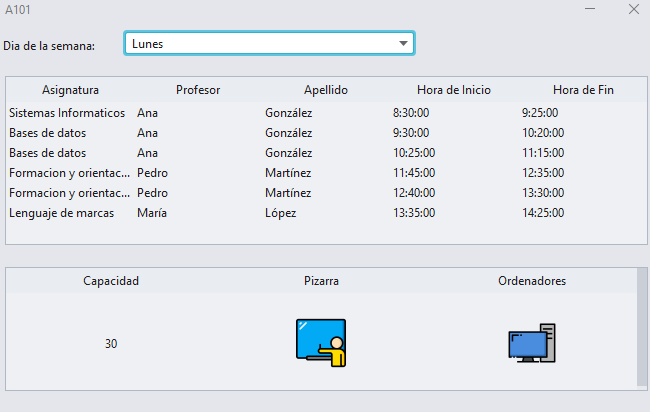 A101
Dia de la semana: Lunes
Asignatura Profesor Apellido Hora de Inicio Hora de Fin
Sistemas Informaticos Ana González 8:30:00 9:25:00
Bases de datos Ana González 9:30:00 10:20:00
Bases de datos Ana González 10:25:00 11:15:00
Formacion y orientac... Pedro Martínez 11:45:00 12:35:00
Formacion y orientac... Pedro Martínez 12:40:00 13:30:00
Lenguaje de marcas María López 13:35:00 14:25:00
Capacidad Pizarra Ordenadores
30